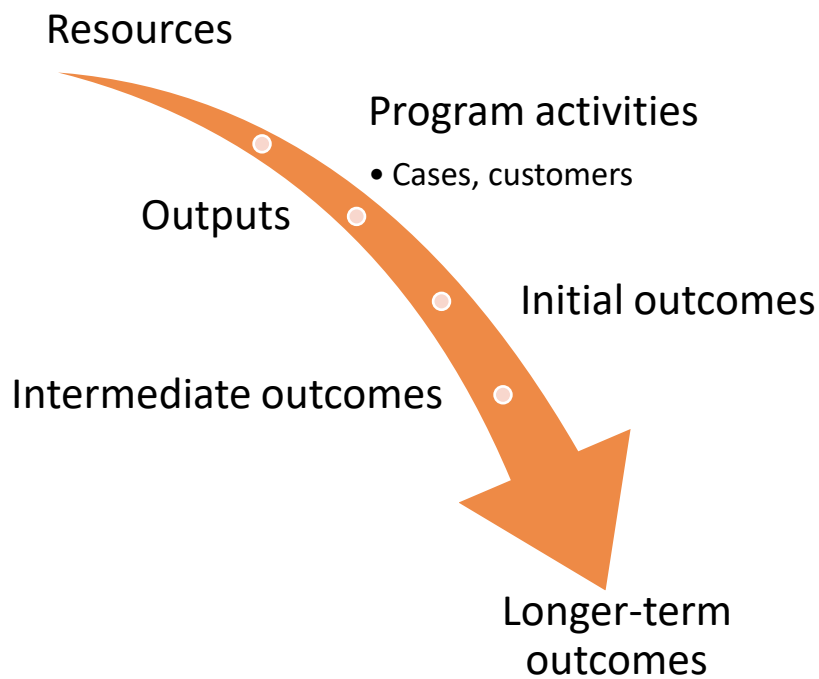 Resources
Program activities
• Cases, customers
Outputs
Initial outcomes
Intermediate outcomes
Longer-term
outcomes